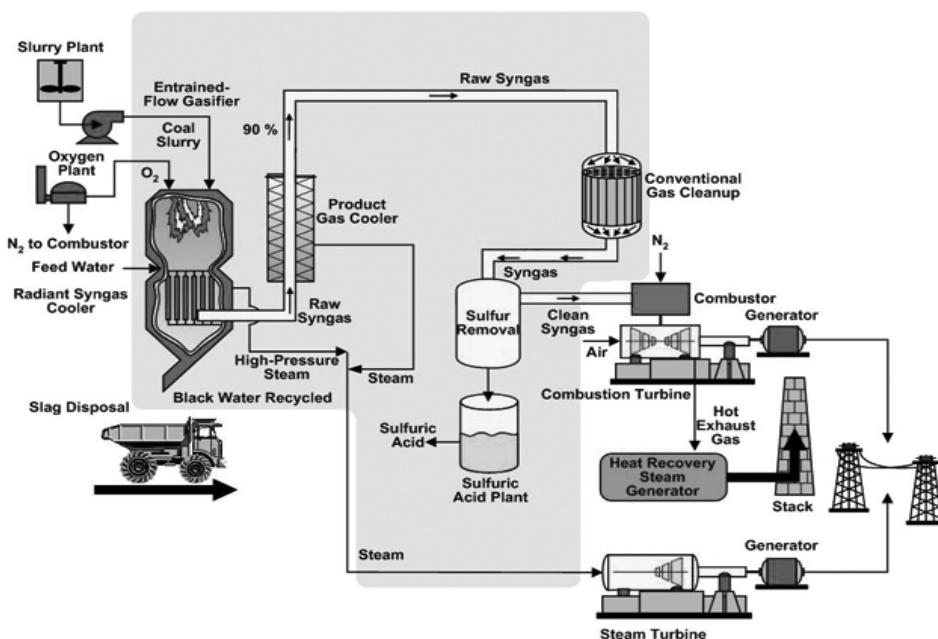 Slurry Plant
Entrained-
Flow Gasifier
Coal
Slurry
Oxygen
Plant
O2
N2 to Combustor
Feed Water
Radiant Syngas
Cooler
90 %
Raw Syngas
Product
Gas Cooler
Raw
Syngas
High-Pressure
Steam
Steam
Black Water Recycled
Conventional
Gas Cleanup
Syngas
N2
Sulfur
Removal
Clean
Syngas
Combustor
Generator
Air
Combustion Turbine
Slag Disposal
Sulfuric
Acid
Sulfuric
Acid Plant
Hot
Exhaust
Gas
Heat Recovery
Steam
Generator
Stack
Steam
Generator
Steam Turbine